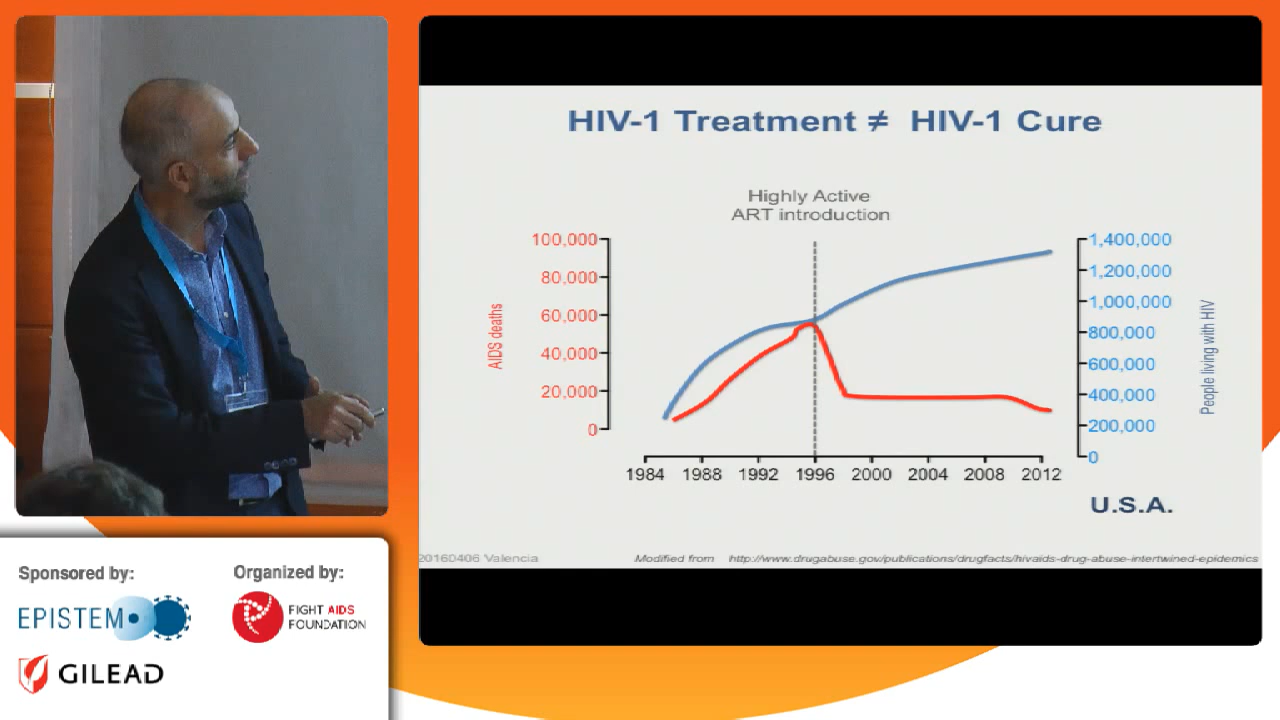 HIV-1 Treatment ≠ HIV-1 Cure
Highly Active
ART introduction
100,000
80,000
60,000
40,000
20,000
0
AIDS deaths
1,400,000
1,200,000
1,000,000
800,000
600,000
400,000
200,000
0
People living with HIV
1984 1988 1992 1996 2000 2004 2008 2012
U.S.A.
20160406 Valencia
Modified from http://www.drugabuse.gov/publications/drugfacts/hivaids-drug-abuse-intertwined-epidemics
Sponsored by:
EPISTEM
GILEAD
Organized by:
FIGHT AIDS
FOUNDATION